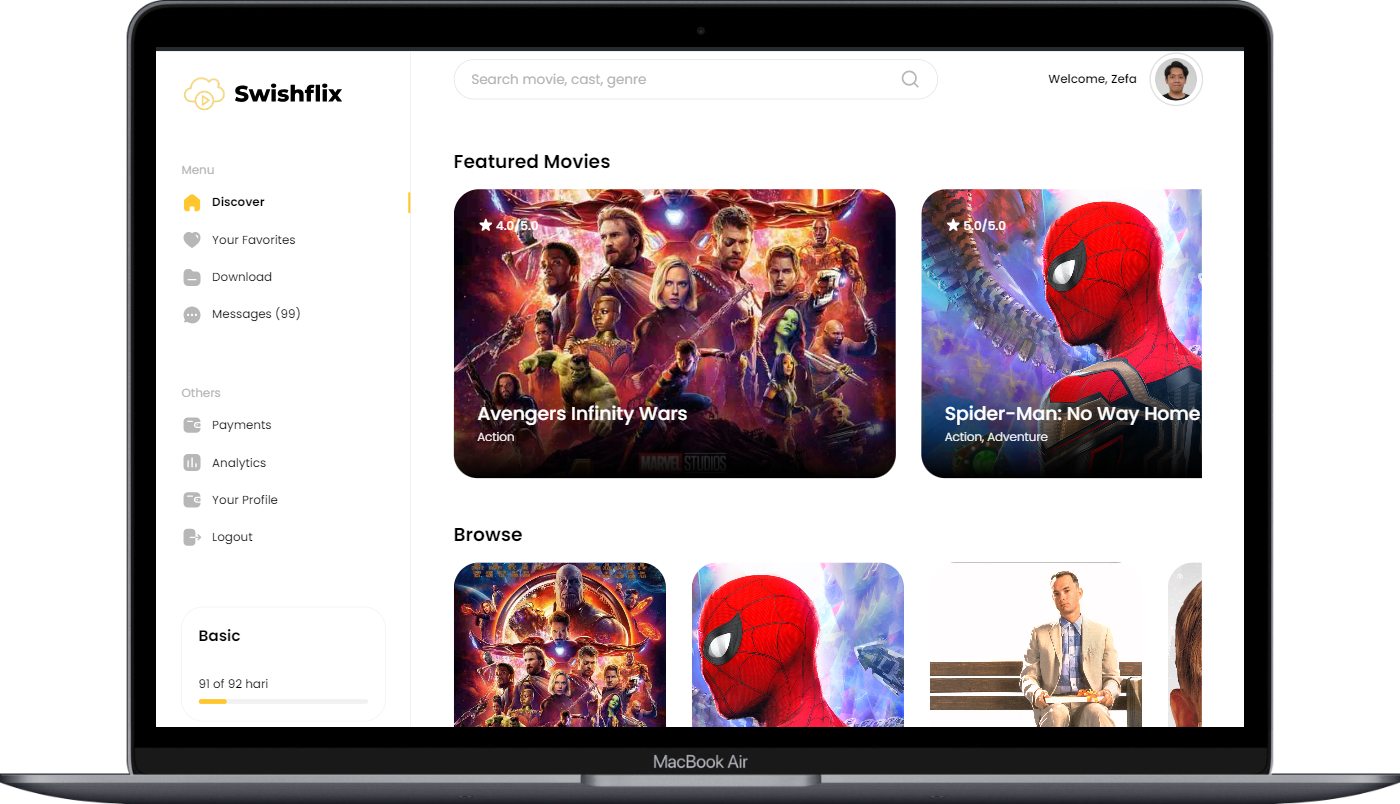 Swishflix
Search movie, cast, genre
Welcome, Zefa
Menu
Discover
Your Favorites
Download
Messages (99)
Others
Payments
Analytics
Your Profile
Logout
Basic
91 of 92 hari
Featured Movies
4.0/5.0
Avengers Infinity Wars
Action
MARVEL STUDIOS
5.0/5.0
Spider-Man: No Way Home
Action, Adventure
Browse
MacBook Air